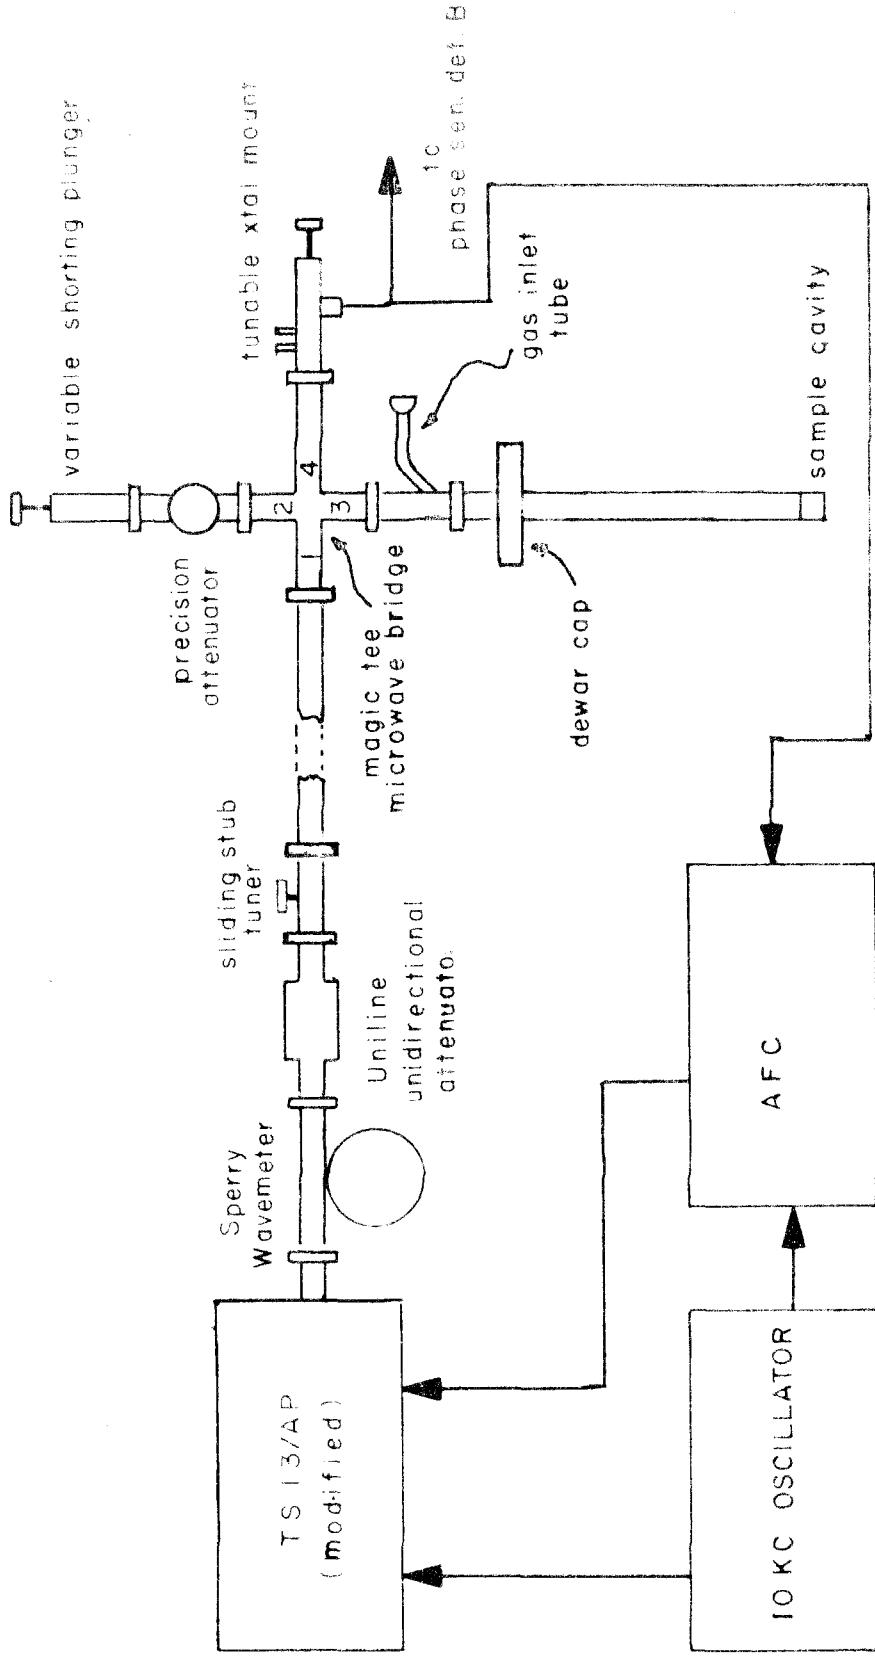 variable shorting plunger
tunable xtal mount
to
phase sen. det. B
gas inlet
tube
sample cavity
precision
attenuator
2
4
3
1
magic tee
microwave bridge
dewar cap
sliding stub
tuner
Uniline
unidirectional
attenuato
Sperry
Wavemeter
TS 13/AP
(modified)
AFC
10 KC OSCILLATOR